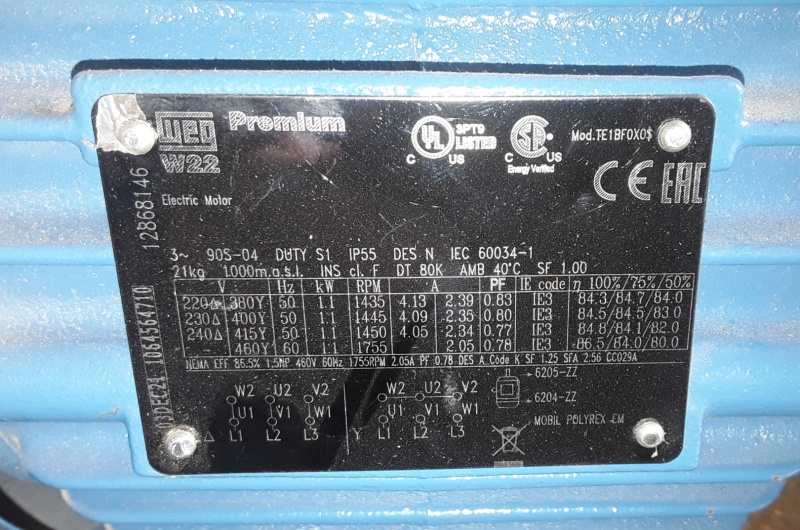 WEG Premium
W22
UL 3PTD LISTED
C US
C US
Energy Verified
Mod.TE1BF0X0$
CE EAC
Electric Motor
12868146
03DEC24 1064564710
3~ 90S-04 DUTY S1 IP55 DES N IEC 60034-1
21kg 1000m.a.s.l. INS cl. F DT 80K AMB 40°C SF 1.00
V Hz kW RPM A PF IE code η 100%/75%/50%
220Δ 380Y 50 1.1 1435 4.13 2.39 0.83 IE3 84.3/84.7/84.0
230Δ 400Y 50 1.1 1445 4.09 2.35 0.80 IE3 84.5/84.5/83.0
240Δ 415Y 50 1.1 1450 4.05 2.34 0.77 IE3 84.8/84.1/82.0
- 460Y 60 1.1 1755 2.05 0.78 IE3 86.5/84.0/80.0
NEMA EFF 86.5% 1.5HP 460V 60Hz 1755RPM 2.05A PF 0.78 DES A Code K SF 1.25 SFA 2.56 CC029A
W2 U2 V2 W2 U2 V2
U1 V1 W1 U1 V1 W1
Δ L1 L2 L3 Y L1 L2 L3
6205-ZZ
6204-ZZ
MOBIL POLYREX EM